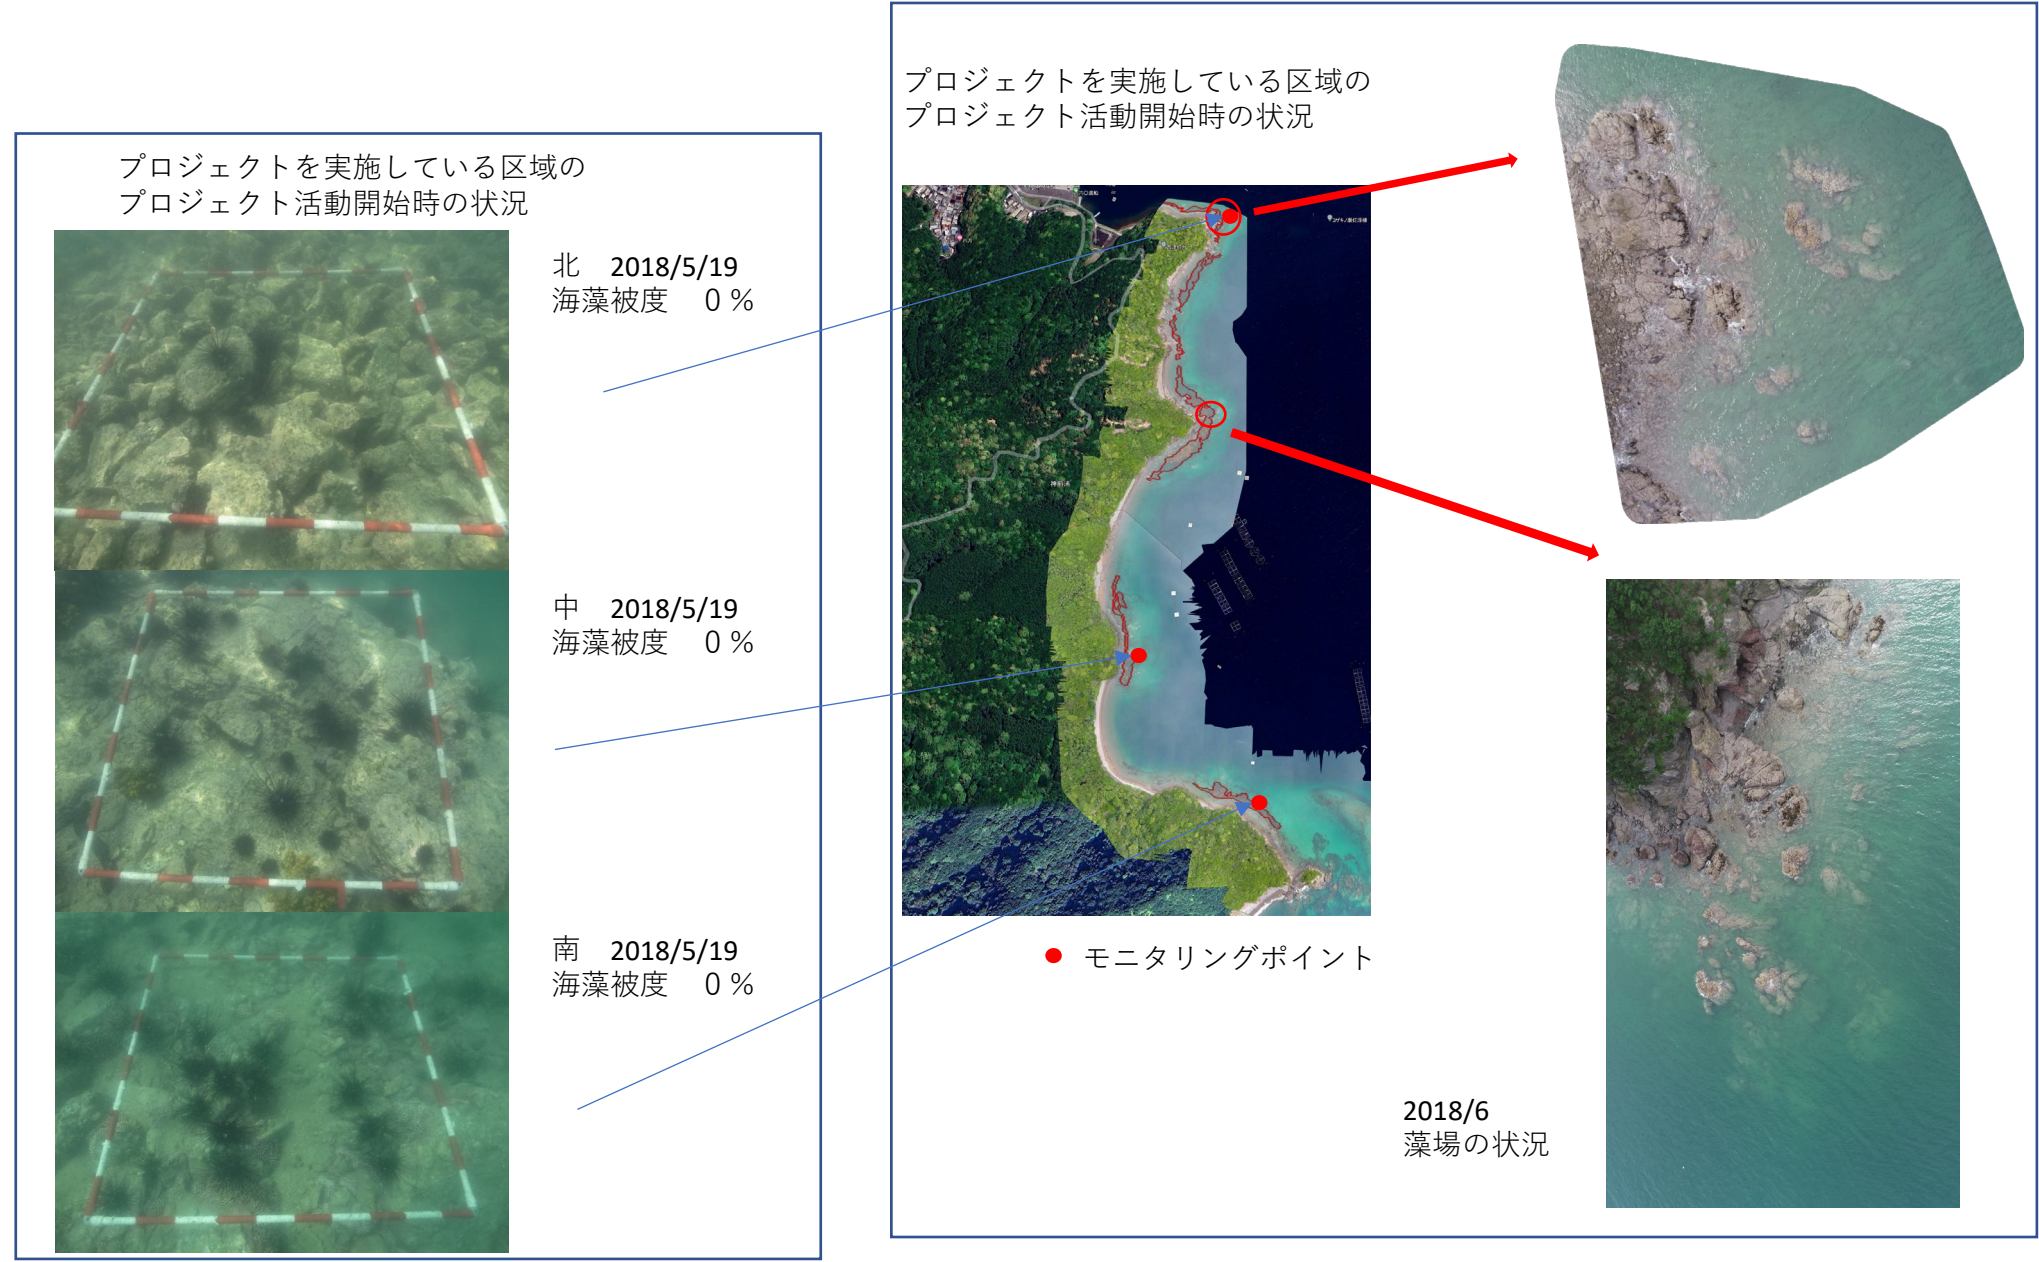 プロジェクトを実施している区域の
プロジェクト活動開始時の状況
北 2018/5/19
海藻被度 0%
中 2018/5/19
海藻被度 0%
南 2018/5/19
海藻被度 0%
プロジェクトを実施している区域の
プロジェクト活動開始時の状況
神前浦
モニタリングポイント
2018/6
藻場の状況